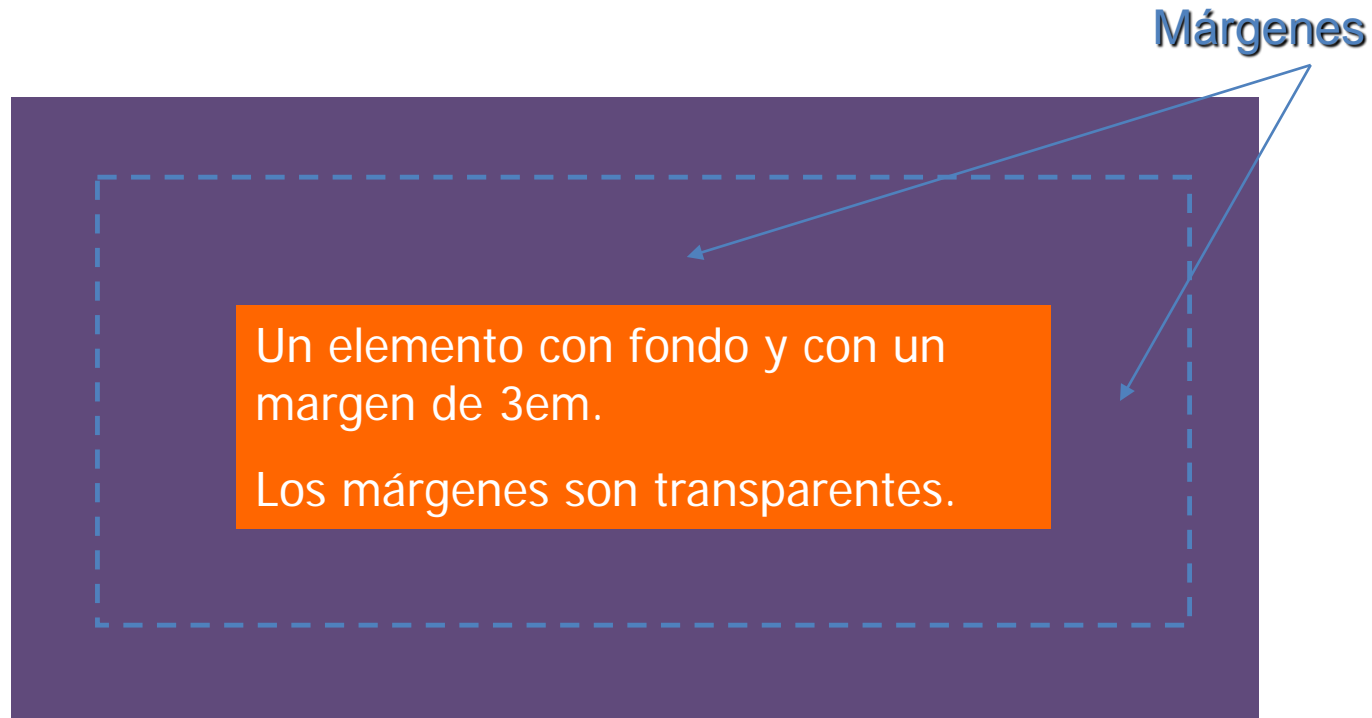 Márgenes
Un elemento con fondo y con un
margen de 3em.
Los márgenes son transparentes.